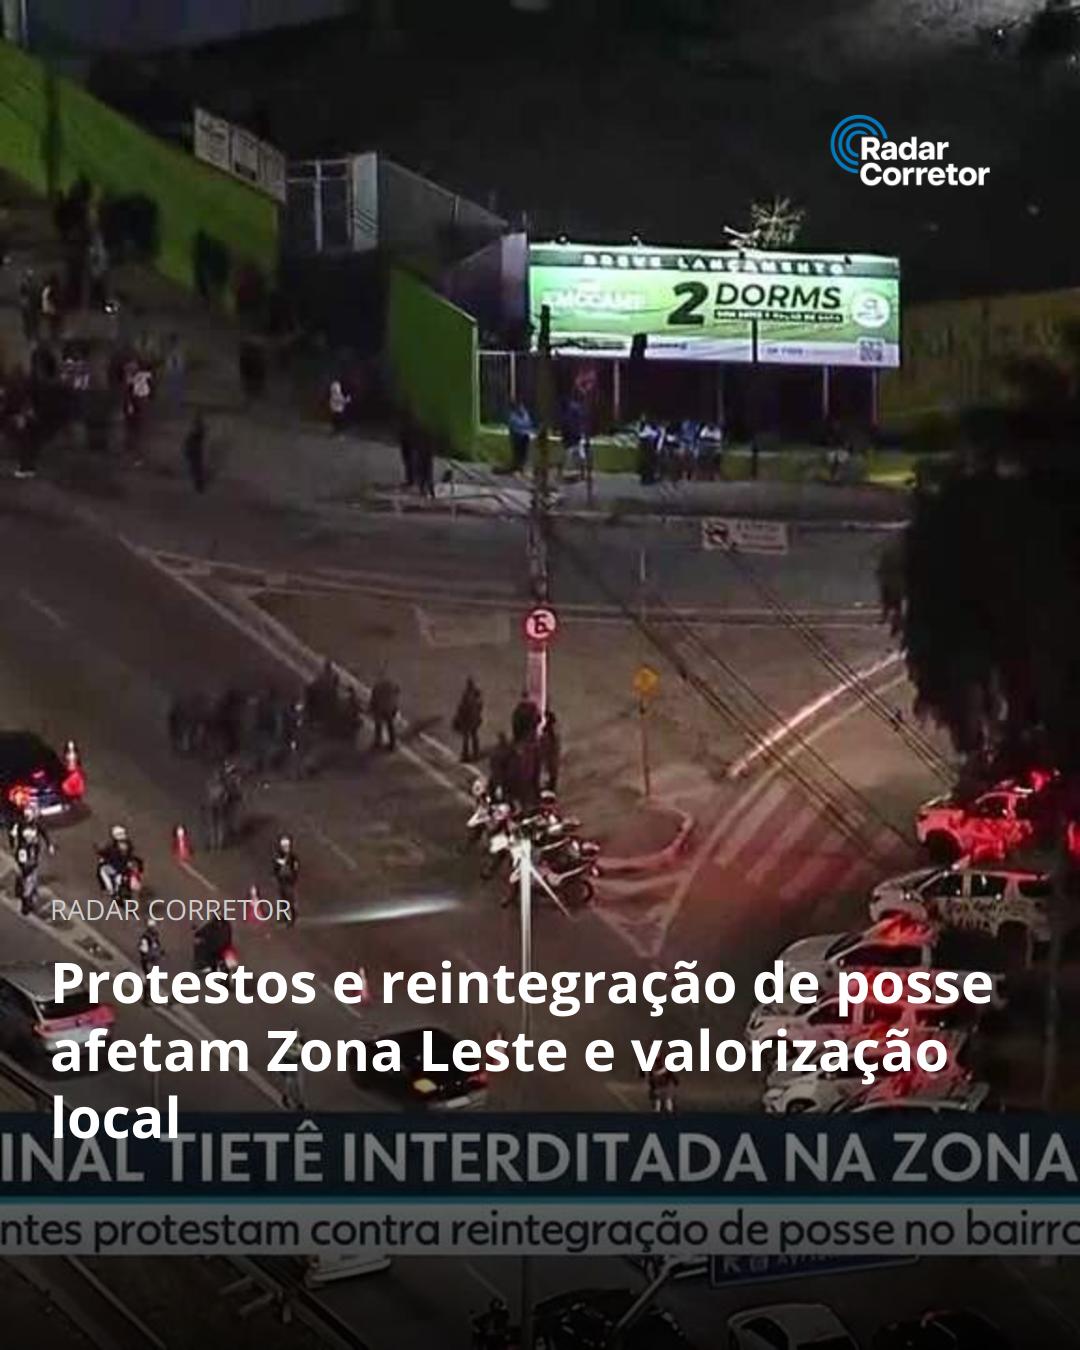 Radar
Corretor
BREVE LANÇAMENTO
2 DORMS
RADAR CORRETOR
Protestos e reintegração de posse
afetam Zona Leste e valorização
local
INAL TIETÊ INTERDITADA NA ZONA
ntes protestam contra reintegração de posse no bairro